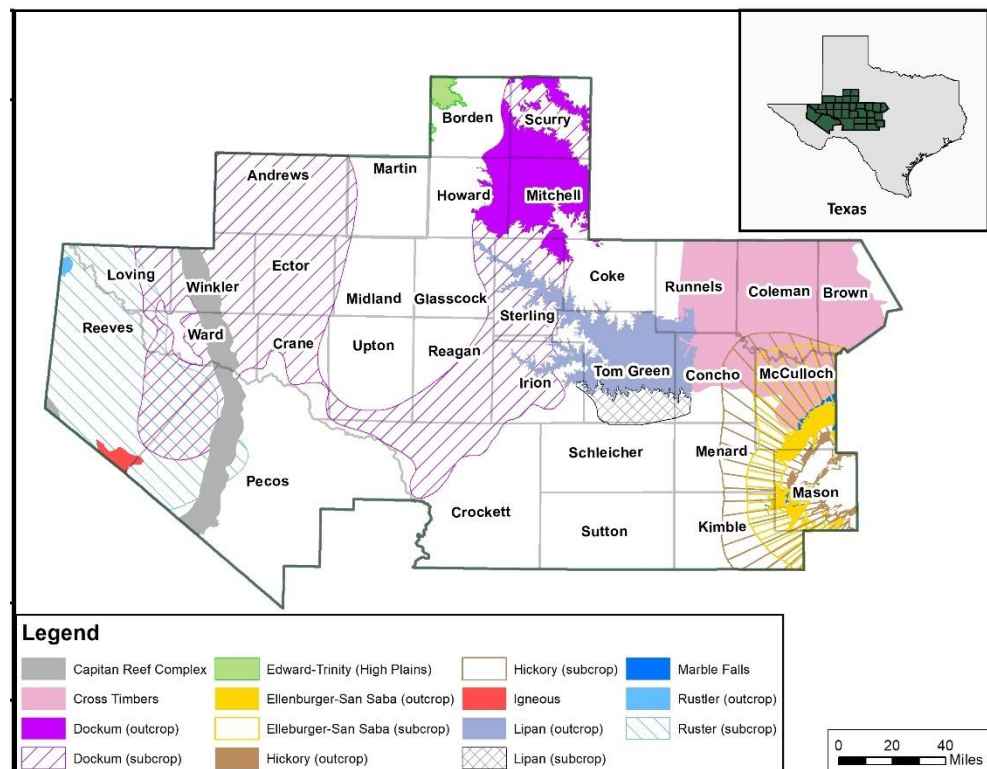 Texas
Borden
Scurry
Andrews
Martin
Howard
Mitchell
Loving
Winkler
Ector
Midland
Glasscock
Sterling
Coke
Runnels
Coleman
Brown
Reeves
Ward
Crane
Upton
Reagan
Irion
Tom Green
Concho
McCulloch
Pecos
Crockett
Schleicher
Menard
Mason
Sutton
Kimble
Legend
Capitan Reef Complex
Cross Timbers
Dockum (outcrop)
Dockum (subcrop)
Edward-Trinity (High Plains)
Ellenburger-San Saba (outcrop)
Elleburger-San Saba (subcrop)
Hickory (outcrop)
Hickory (subcrop)
Igneous
Lipan (outcrop)
Lipan (subcrop)
Marble Falls
Rustler (outcrop)
Ruster (subcrop)
0 20 40
Miles